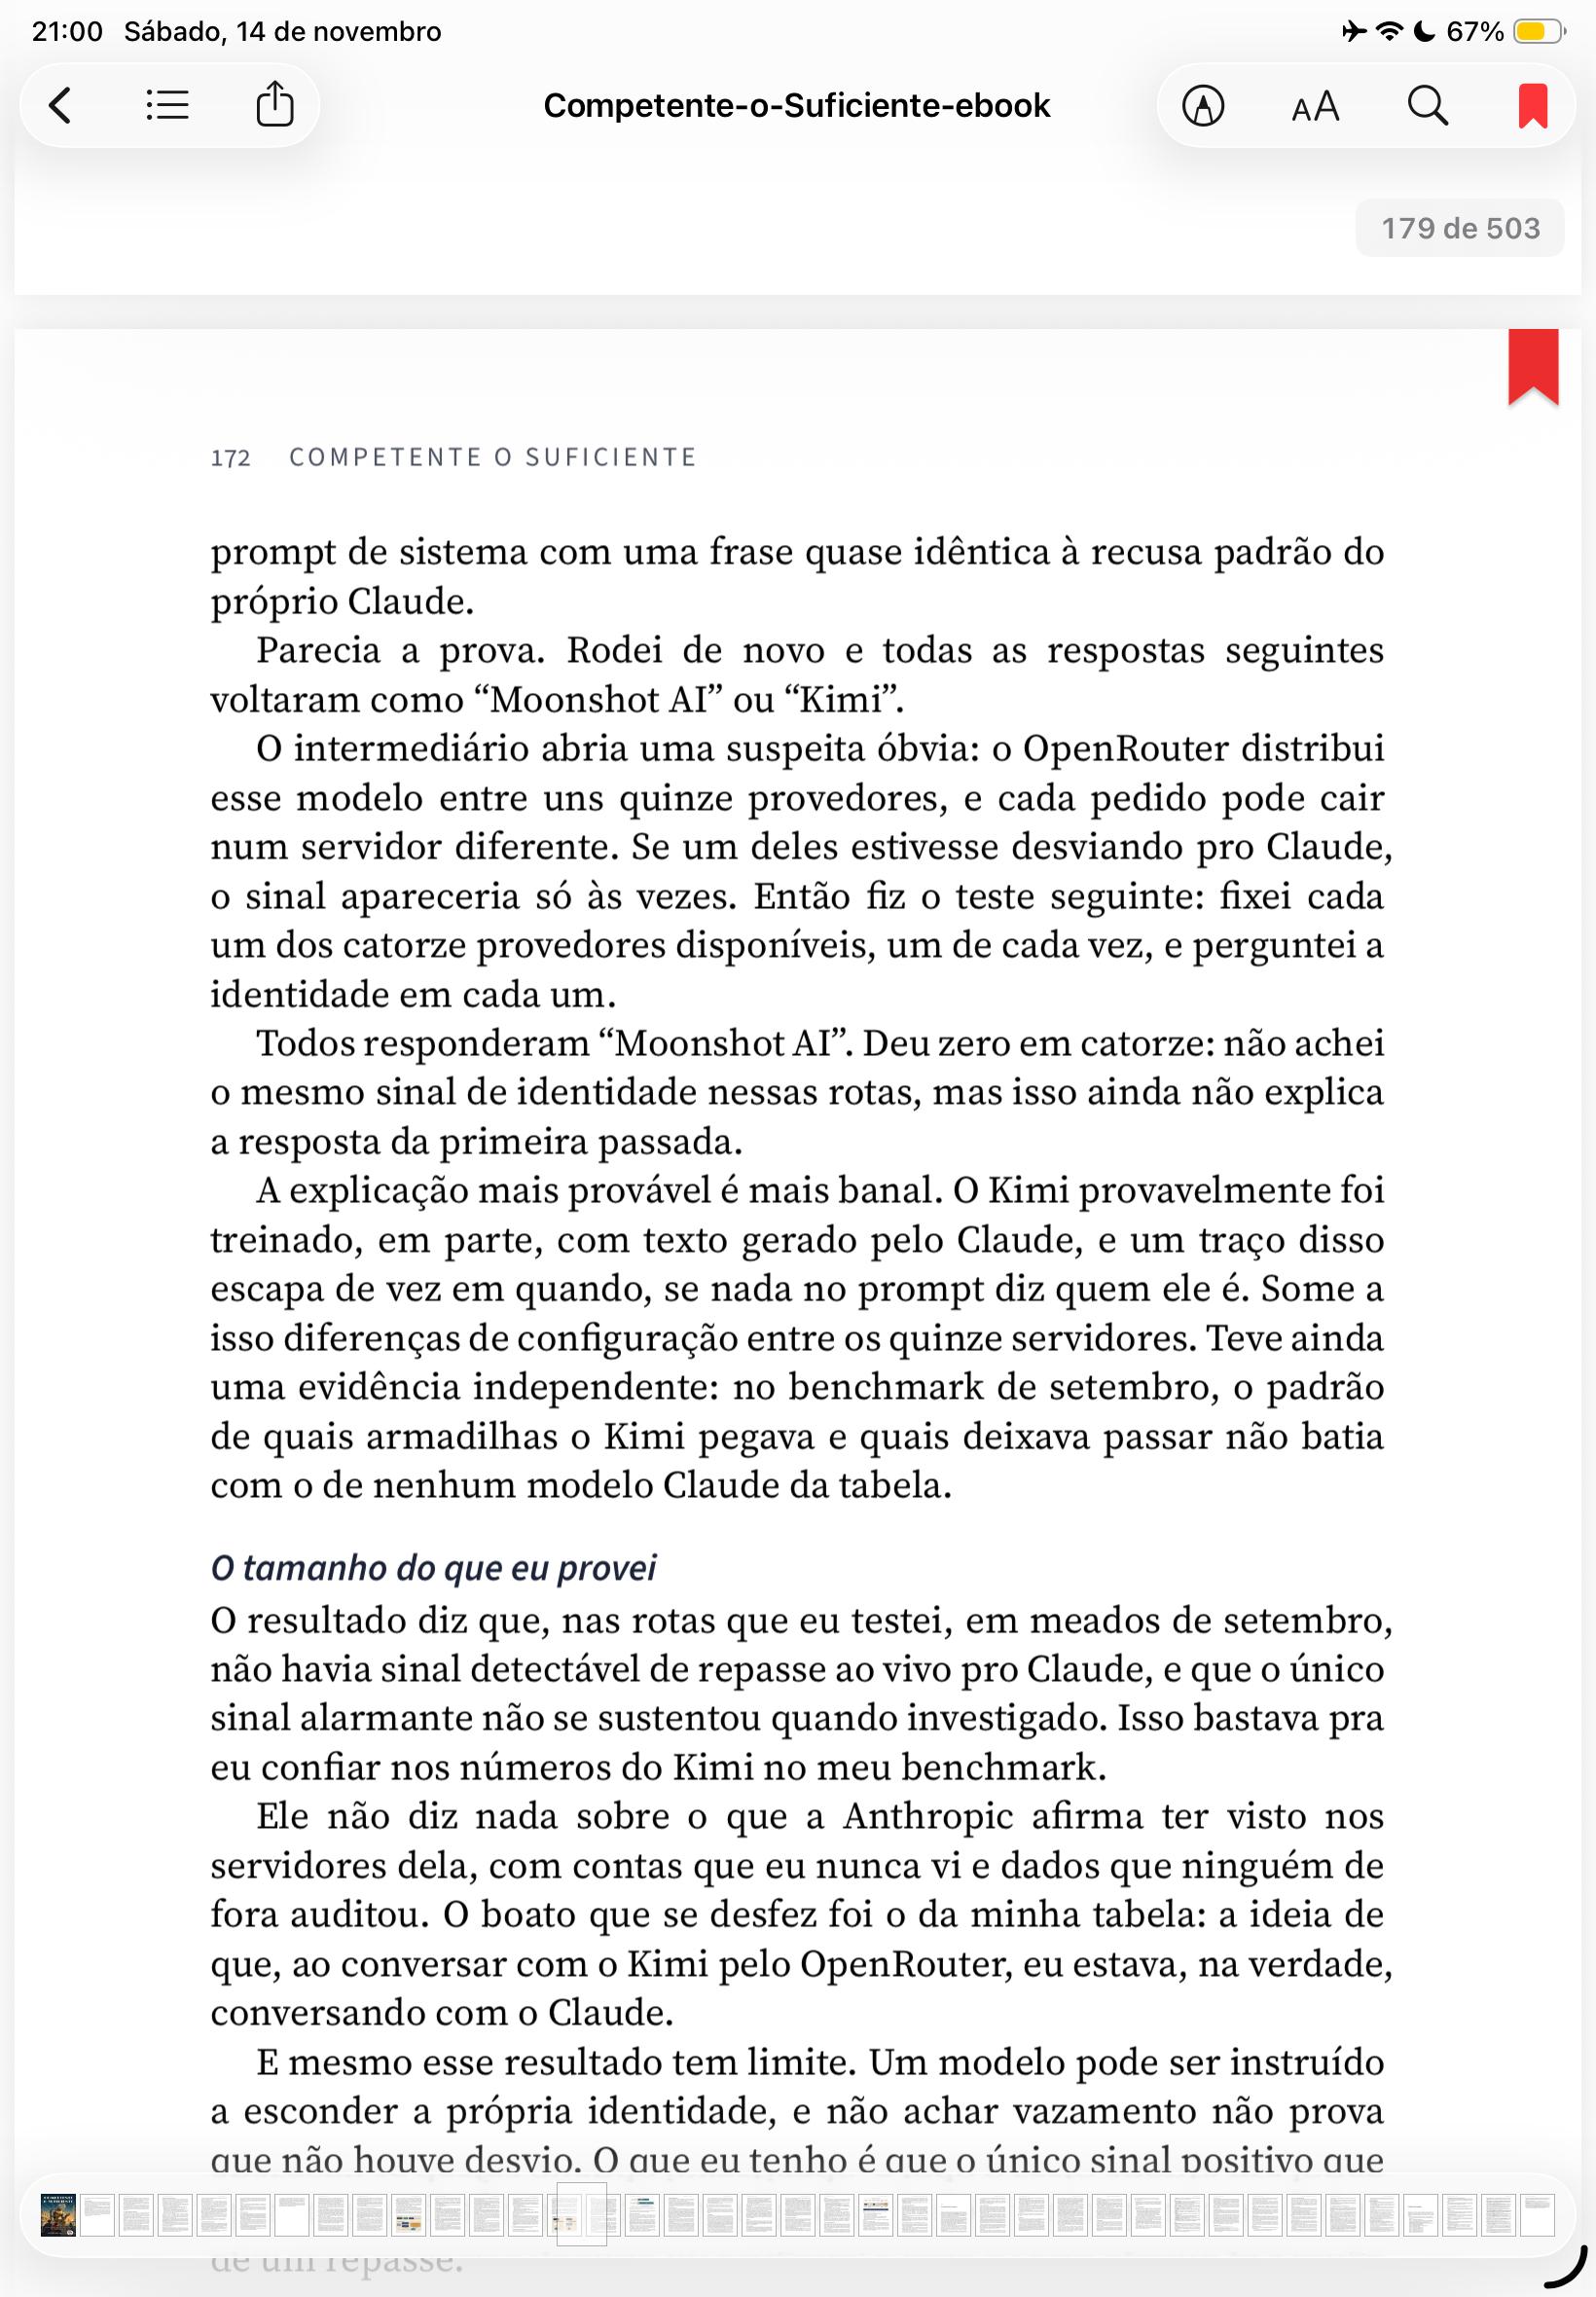 21:00 Sábado, 14 de novembro
67%
Competente-o-Suficiente-ebook
AA
179 de 503
172 COMPETENTE O SUFICIENTE
prompt de sistema com uma frase quase idêntica à recusa padrão do
próprio Claude.
Parecia a prova. Rodei de novo e todas as respostas seguintes
voltaram como “Moonshot AI” ou “Kimi”.
O intermediário abria uma suspeita óbvia: o OpenRouter distribui
esse modelo entre uns quinze provedores, e cada pedido pode cair
num servidor diferente. Se um deles estivesse desviando pro Claude,
o sinal apareceria só às vezes. Então fiz o teste seguinte: fixei cada
um dos catorze provedores disponíveis, um de cada vez, e perguntei a
identidade em cada um.
Todos responderam “Moonshot AI”. Deu zero em catorze: não achei
o mesmo sinal de identidade nessas rotas, mas isso ainda não explica
a resposta da primeira passada.
A explicação mais provável é mais banal. O Kimi provavelmente foi
treinado, em parte, com texto gerado pelo Claude, e um traço disso
escapa de vez em quando, se nada no prompt diz quem ele é. Some a
isso diferenças de configuração entre os quinze servidores. Teve ainda
uma evidência independente: no benchmark de setembro, o padrão
de quais armadilhas o Kimi pegava e quais deixava passar não batia
com o de nenhum modelo Claude da tabela.
O tamanho do que eu provei
O resultado diz que, nas rotas que eu testei, em meados de setembro,
não havia sinal detectável de repasse ao vivo pro Claude, e que o único
sinal alarmante não se sustentou quando investigado. Isso bastava pra
eu confiar nos números do Kimi no meu benchmark.
Ele não diz nada sobre o que a Anthropic afirma ter visto nos
servidores dela, com contas que eu nunca vi e dados que ninguém de
fora auditou. O boato que se desfez foi o da minha tabela: a ideia de
que, ao conversar com o Kimi pelo OpenRouter, eu estava, na verdade,
conversando com o Claude.
E mesmo esse resultado tem limite. Um modelo pode ser instruído
a esconder a própria identidade, e não achar vazamento não prova
que não houve desvio. O que eu tenho é que o único sinal positivo que
de um repasse.